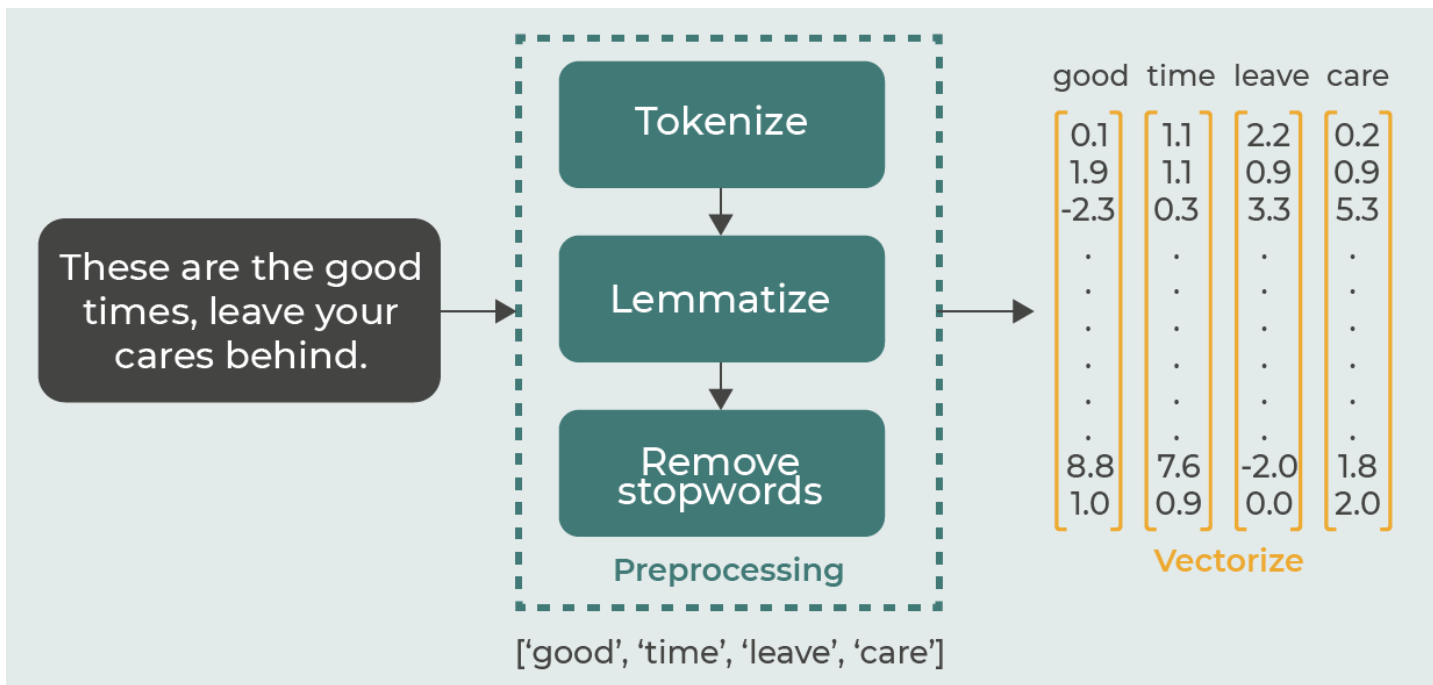 These are the good
times, leave your
cares behind.
Tokenize
Lemmatize
Remove
stopwords
Preprocessing
[‘good’, ‘time’, ‘leave’, ‘care’]
good time leave care
0.1 1.1 2.2 0.2
1.9 1.1 0.9 0.9
-2.3 0.3 3.3 5.3
. . . .
. . . .
. . . .
. . . .
. . . .
. . . .
8.8 7.6 -2.0 1.8
1.0 0.9 0.0 2.0
Vectorize